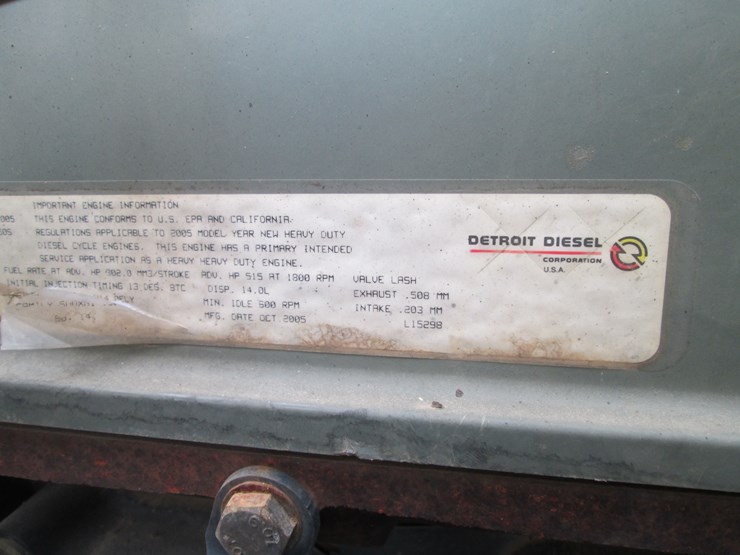 IMPORTANT ENGINE INFORMATION
THIS ENGINE CONFORMS TO U.S. EPA AND CALIFORNIA
REGULATIONS APPLICABLE TO 2005 MODEL YEAR NEW HEAVY DUTY
DIESEL CYCLE ENGINES. THIS ENGINE HAS A PRIMARY INTENDED
SERVICE APPLICATION AS A HEAVY HEAVY DUTY ENGINE.
FUEL RATE AT ADV. HP 902.0 MM3/STROKE ADV. HP 515 AT 1800 RPM
INITIAL INJECTION TIMING 13 DEG. BTC DISP. 14.0L
MIN. IDLE 500 RPM
MFG. DATE OCT 2005
VALVE LASH
EXHAUST .508 MM
INTAKE .203 MM
L15298
DETROIT DIESEL
CORPORATION
U.S.A.